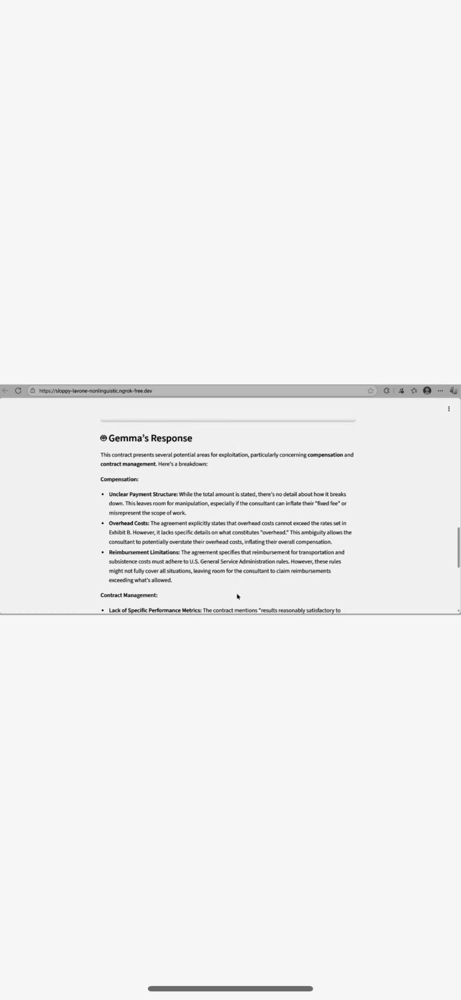 https://sloppy-lavone-nonlinguistic.ngrok-free.dev
Gemma's Response
This contract presents several potential areas for exploitation, particularly concerning compensation and
contract management. Here's a breakdown:
Compensation:
• Unclear Payment Structure: While the total amount is stated, there's no detail about how it breaks
down. This leaves room for manipulation, especially if the consultant can inflate their "fixed fee" or
misrepresent the scope of work.
• Overhead Costs: The agreement explicitly states that overhead costs cannot exceed the rates set in
Exhibit B. However, it lacks specific details on what constitutes "overhead." This ambiguity allows the
consultant to potentially overstate their overhead costs, inflating their overall compensation.
• Reimbursement Limitations: The agreement specifies that reimbursement for transportation and
subsistence costs must adhere to U.S. General Service Administration rules. However, these rules
might not fully cover all situations, leaving room for the consultant to claim reimbursements
exceeding what's allowed.
Contract Management:
• Lack of Specific Performance Metrics: The contract mentions "results reasonably satisfactory to